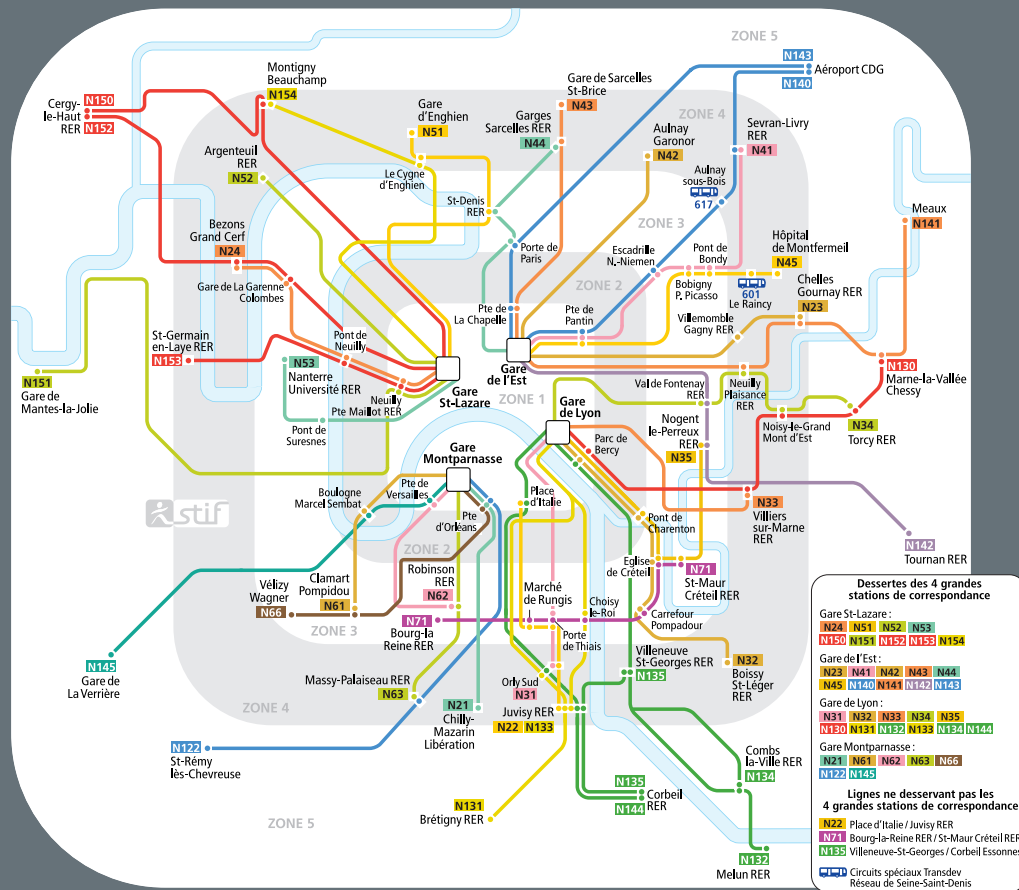 ZONE 5
N143
Aéroport CDG
N140
Montigny
Beauchamp
N154
Gare de Sarcelles
St-Brice
N43
Cergy-
le-Haut
RER
N150
N152
Gare
d'Enghien
N51
Garges
Sarcelles RER
N44
ZONE 4
Aulnay
Garonor
N42
Sevran-Livry
RER
N41
Argenteuil
RER
N52
Le Cygne
d'Enghien
Aulnay
sous-Bois
617
St-Denis
RER
Meaux
N141
Bezons
Grand Cerf
N24
Porte de
Paris
ZONE 3
Escadrille
N.-Niemen
Pont de
Bondy
Hôpital
de Montfermeil
N45
Gare de La Garenne
Colombes
ZONE 2
Bobigny
P. Picasso
601
Le Raincy
Chelles
Gournay RER
N23
Pte de
La Chapelle
Pte de
Pantin
Villemomble
Gagny RER
St-Germain
en-Laye RER
N153
Pont de
Neuilly
N151
Gare de
Mantes-la-Jolie
N53
Nanterre
Université RER
Gare
St-Lazare
Gare
de l'Est
N130
Marne-la-Vallée
Chessy
Neuilly
Pte Maillot RER
Pont de
Suresnes
ZONE 1
Val de Fontenay
RER
Neuilly
Plaisance
RER
Gare
de Lyon
Nogent
le-Perreux
RER
N35
Noisy-le-Grand
Mont d'Est
N34
Torcy RER
Parc de
Bercy
Gare
Montparnasse
stif
Boulogne
Marcel Sembat
Pte de
Versailles
Pte
d'Orléans
Place
d'Italie
N33
Villiers
sur-Marne
RER
Pont de
Charenton
N142
Tournan RER
ZONE 2
Eglise
de Créteil
N71
St-Maur
Créteil RER
Vélizy
Wagner
N66
Clamart
Pompidou
N61
Robinson
RER
N62
Marché
de Rungis
Choisy
le-Roi
Carrefour
Pompadour
ZONE 3
N71
Bourg-la
Reine RER
Porte
de Thiais
N145
Gare de
La Verrière
Villeneuve
St-Georges RER
N135
N32
Boissy
St-Léger
RER
Massy-Palaiseau RER
N63
Orly Sud
N31
ZONE 4
N21
Chilly-
Mazarin
Libération
Juvisy RER
N22
N133
N122
St-Rémy
lès-Chevreuse
Combs
la-Ville RER
N134
N135
N144
Corbeil
RER
N131
Brétigny RER
ZONE 5
N132
Melun RER
Dessertes des 4 grandes
stations de correspondance
Gare St-Lazare :
N24 N51 N52 N53
N150 N151 N152 N153 N154
Gare de l'Est :
N23 N41 N42 N43 N44
N45 N140 N141 N142 N143
Gare de Lyon :
N31 N32 N33 N34 N35
N130 N131 N132 N133 N134 N144
Gare Montparnasse :
N21 N61 N62 N63 N66
N122 N145
Lignes ne desservant pas les
4 grandes stations de correspondance
N22 Place d'Italie / Juvisy RER
N71 Bourg-la-Reine RER / St-Maur Créteil RER
N135 Villeneuve-St-Georges / Corbeil Essonnes
Circuits spéciaux Transdev
Réseau de Seine-Saint-Denis